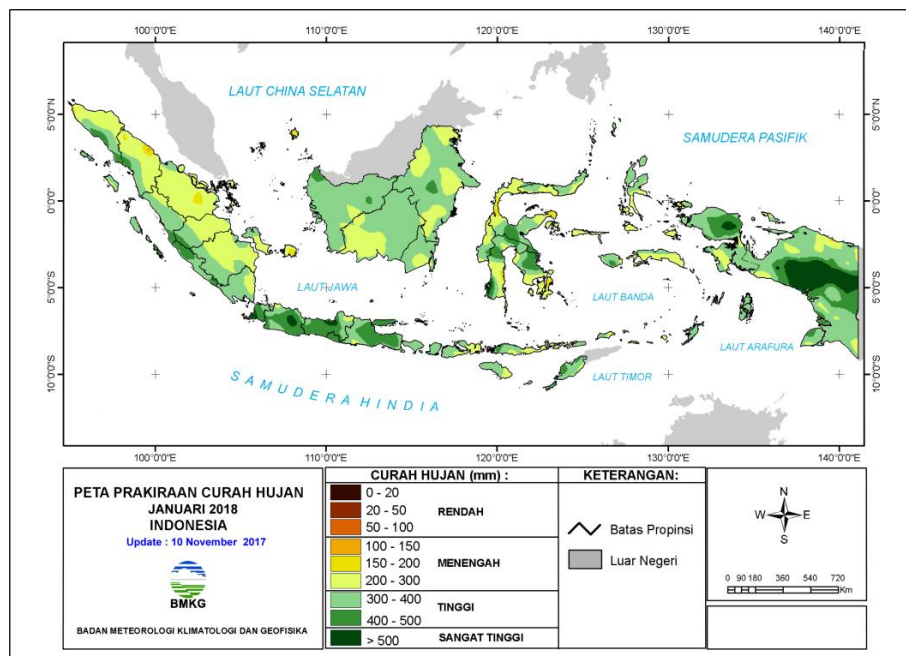 100°0'0"E 110°0'0"E 120°0'0"E 130°0'0"E 140°0'0"E
LAUT CHINA SELATAN
SAMUDERA PASIFIK
5°0'0"N 5°0'0"N
0°0'0" 0°0'0"
LAUT JAWA
LAUT BANDA
5°0'0"S 5°0'0"S
LAUT ARAFURA
LAUT TIMOR
10°0'0"S 10°0'0"S
SAMUDERA HINDIA
100°0'0"E 110°0'0"E 120°0'0"E 130°0'0"E 140°0'0"E
PETA PRAKIRAAN CURAH HUJAN
JANUARI 2018
INDONESIA
Update : 10 November 2017
BMKG
BADAN METEOROLOGI KLIMATOLOGI DAN GEOFISIKA
CURAH HUJAN (mm) :
0 - 20
20 - 50 RENDAH
50 - 100
100 - 150
150 - 200 MENENGAH
200 - 300
300 - 400 TINGGI
400 - 500
> 500 SANGAT TINGGI
KETERANGAN:
Batas Propinsi
Luar Negeri
N
W E
S
0 90 180 360 540 720
Km